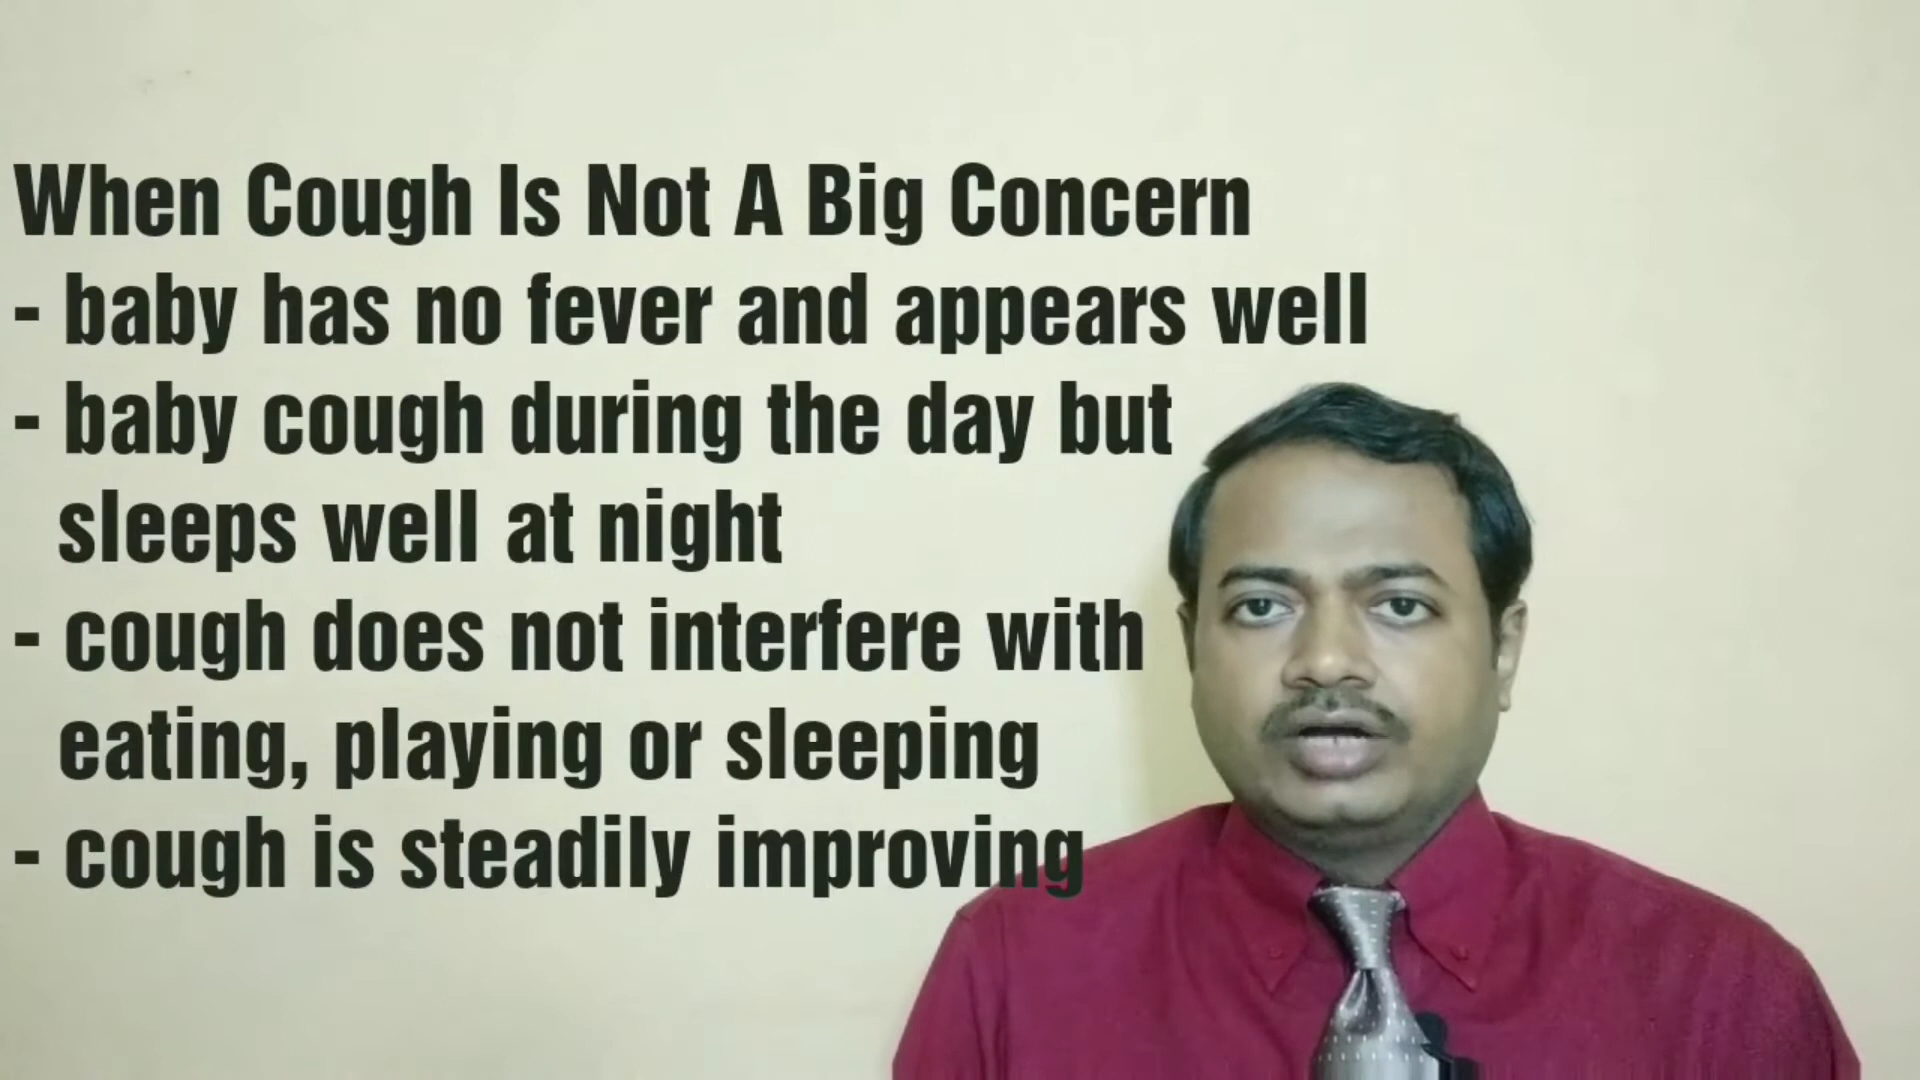 When Cough Is Not A Big Concern
- baby has no fever and appears well
- baby cough during the day but
sleeps well at night
- cough does not interfere with
eating, playing or sleeping
- cough is steadily improving